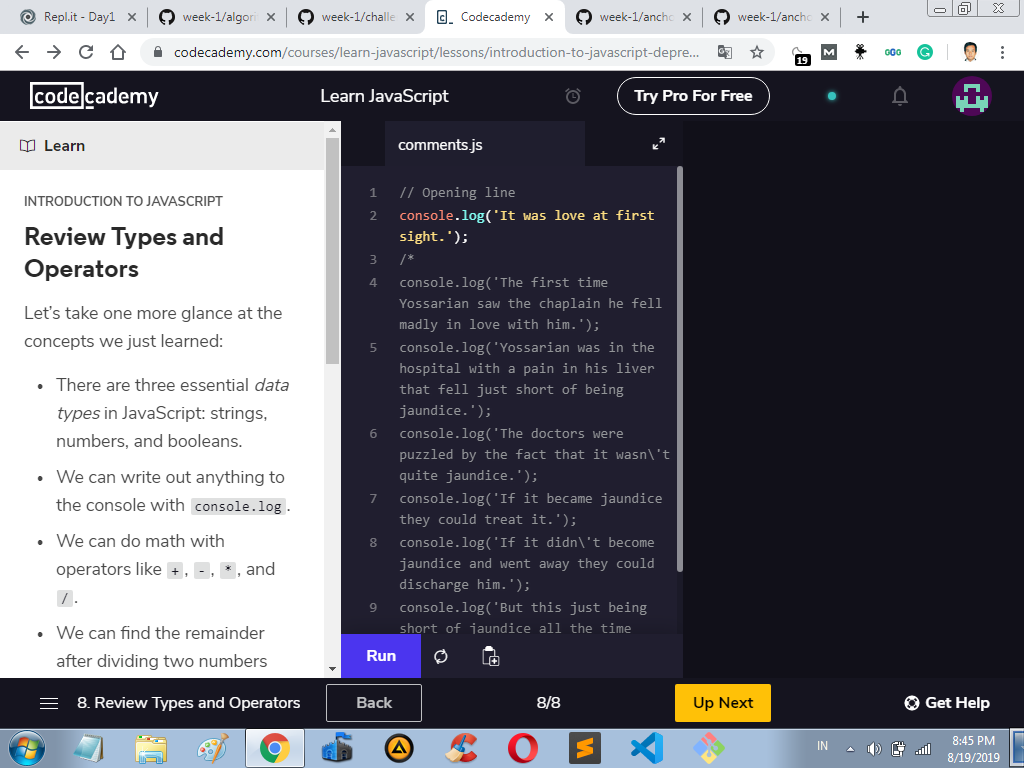 Repl.it - Day1
week-1/algori
week-1/challe
Codecademy
week-1/ancho
week-1/ancho
codecademy.com/courses/learn-javascript/lessons/introduction-to-javascript-depre...
19
codecademy
Learn JavaScript
Try Pro For Free
Learn
comments.js
INTRODUCTION TO JAVASCRIPT
Review Types and
Operators
Let's take one more glance at the
concepts we just learned:
• There are three essential data
types in JavaScript: strings,
numbers, and booleans.
• We can write out anything to
the console with console.log.
• We can do math with
operators like +, -, *, and
/.
• We can find the remainder
after dividing two numbers
1 // Opening line
2 console.log('It was love at first
sight.');
3 /*
4 console.log('The first time
Yossarian saw the chaplain he fell
madly in love with him.');
5 console.log('Yossarian was in the
hospital with a pain in his liver
that fell just short of being
jaundice.');
6 console.log('The doctors were
puzzled by the fact that it wasn\'t
quite jaundice.');
7 console.log('If it became jaundice
they could treat it.');
8 console.log('If it didn\'t become
jaundice and went away they could
discharge him.');
9 console.log('But this just being
short of jaundice all the time
Run
8. Review Types and Operators
Back
8/8
Up Next
Get Help
IN
8:45 PM
8/19/2019